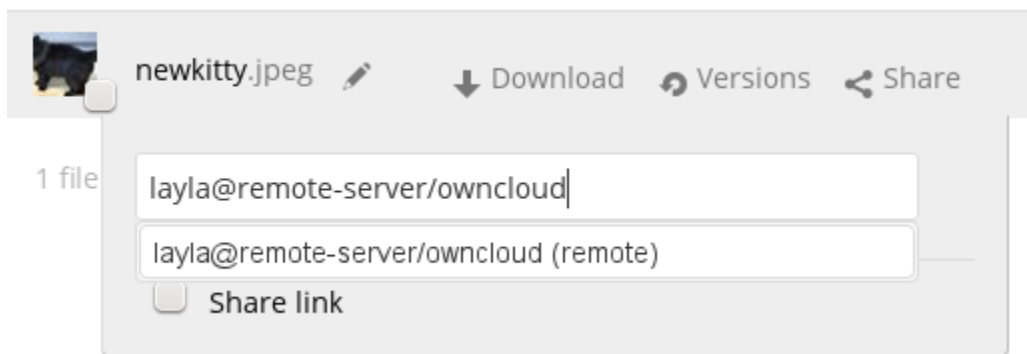 newkitty.jpeg Download Versions Share
1 file
layla@remote-server/owncloud
layla@remote-server/owncloud (remote)
Share link